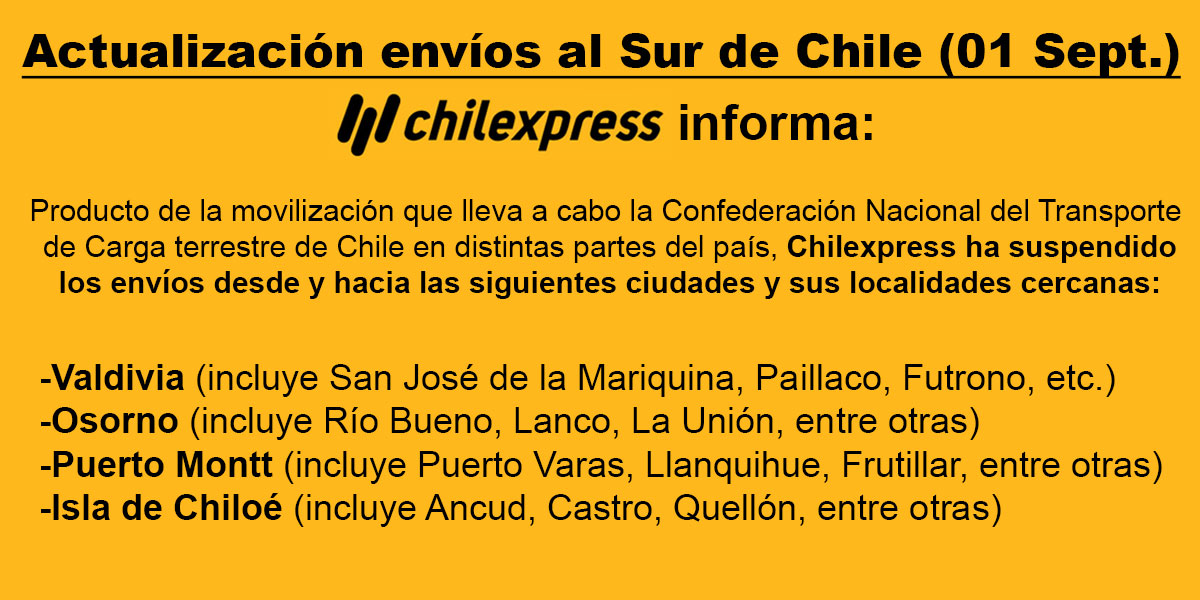 Actualización envíos al Sur de Chile (01 Sept.)
chilexpress informa:
Producto de la movilización que lleva a cabo la Confederación Nacional del Transporte
de Carga terrestre de Chile en distintas partes del país, Chilexpress ha suspendido
los envíos desde y hacia las siguientes ciudades y sus localidades cercanas:
-Valdivia (incluye San José de la Mariquina, Paillaco, Futrono, etc.)
-Osorno (incluye Río Bueno, Lanco, La Unión, entre otras)
-Puerto Montt (incluye Puerto Varas, Llanquihue, Frutillar, entre otras)
-Isla de Chiloé (incluye Ancud, Castro, Quellón, entre otras)